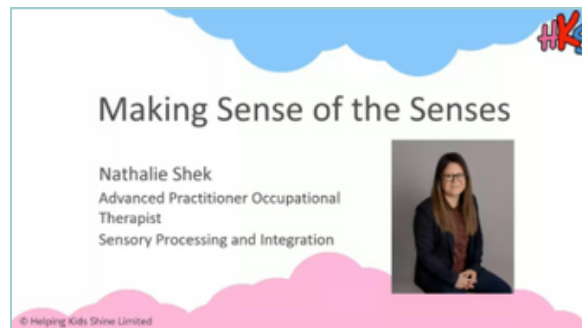 HKS
Making Sense of the Senses
Nathalie Shek
Advanced Practitioner Occupational
Therapist
Sensory Processing and Integration
© Helping Kids Shine Limited